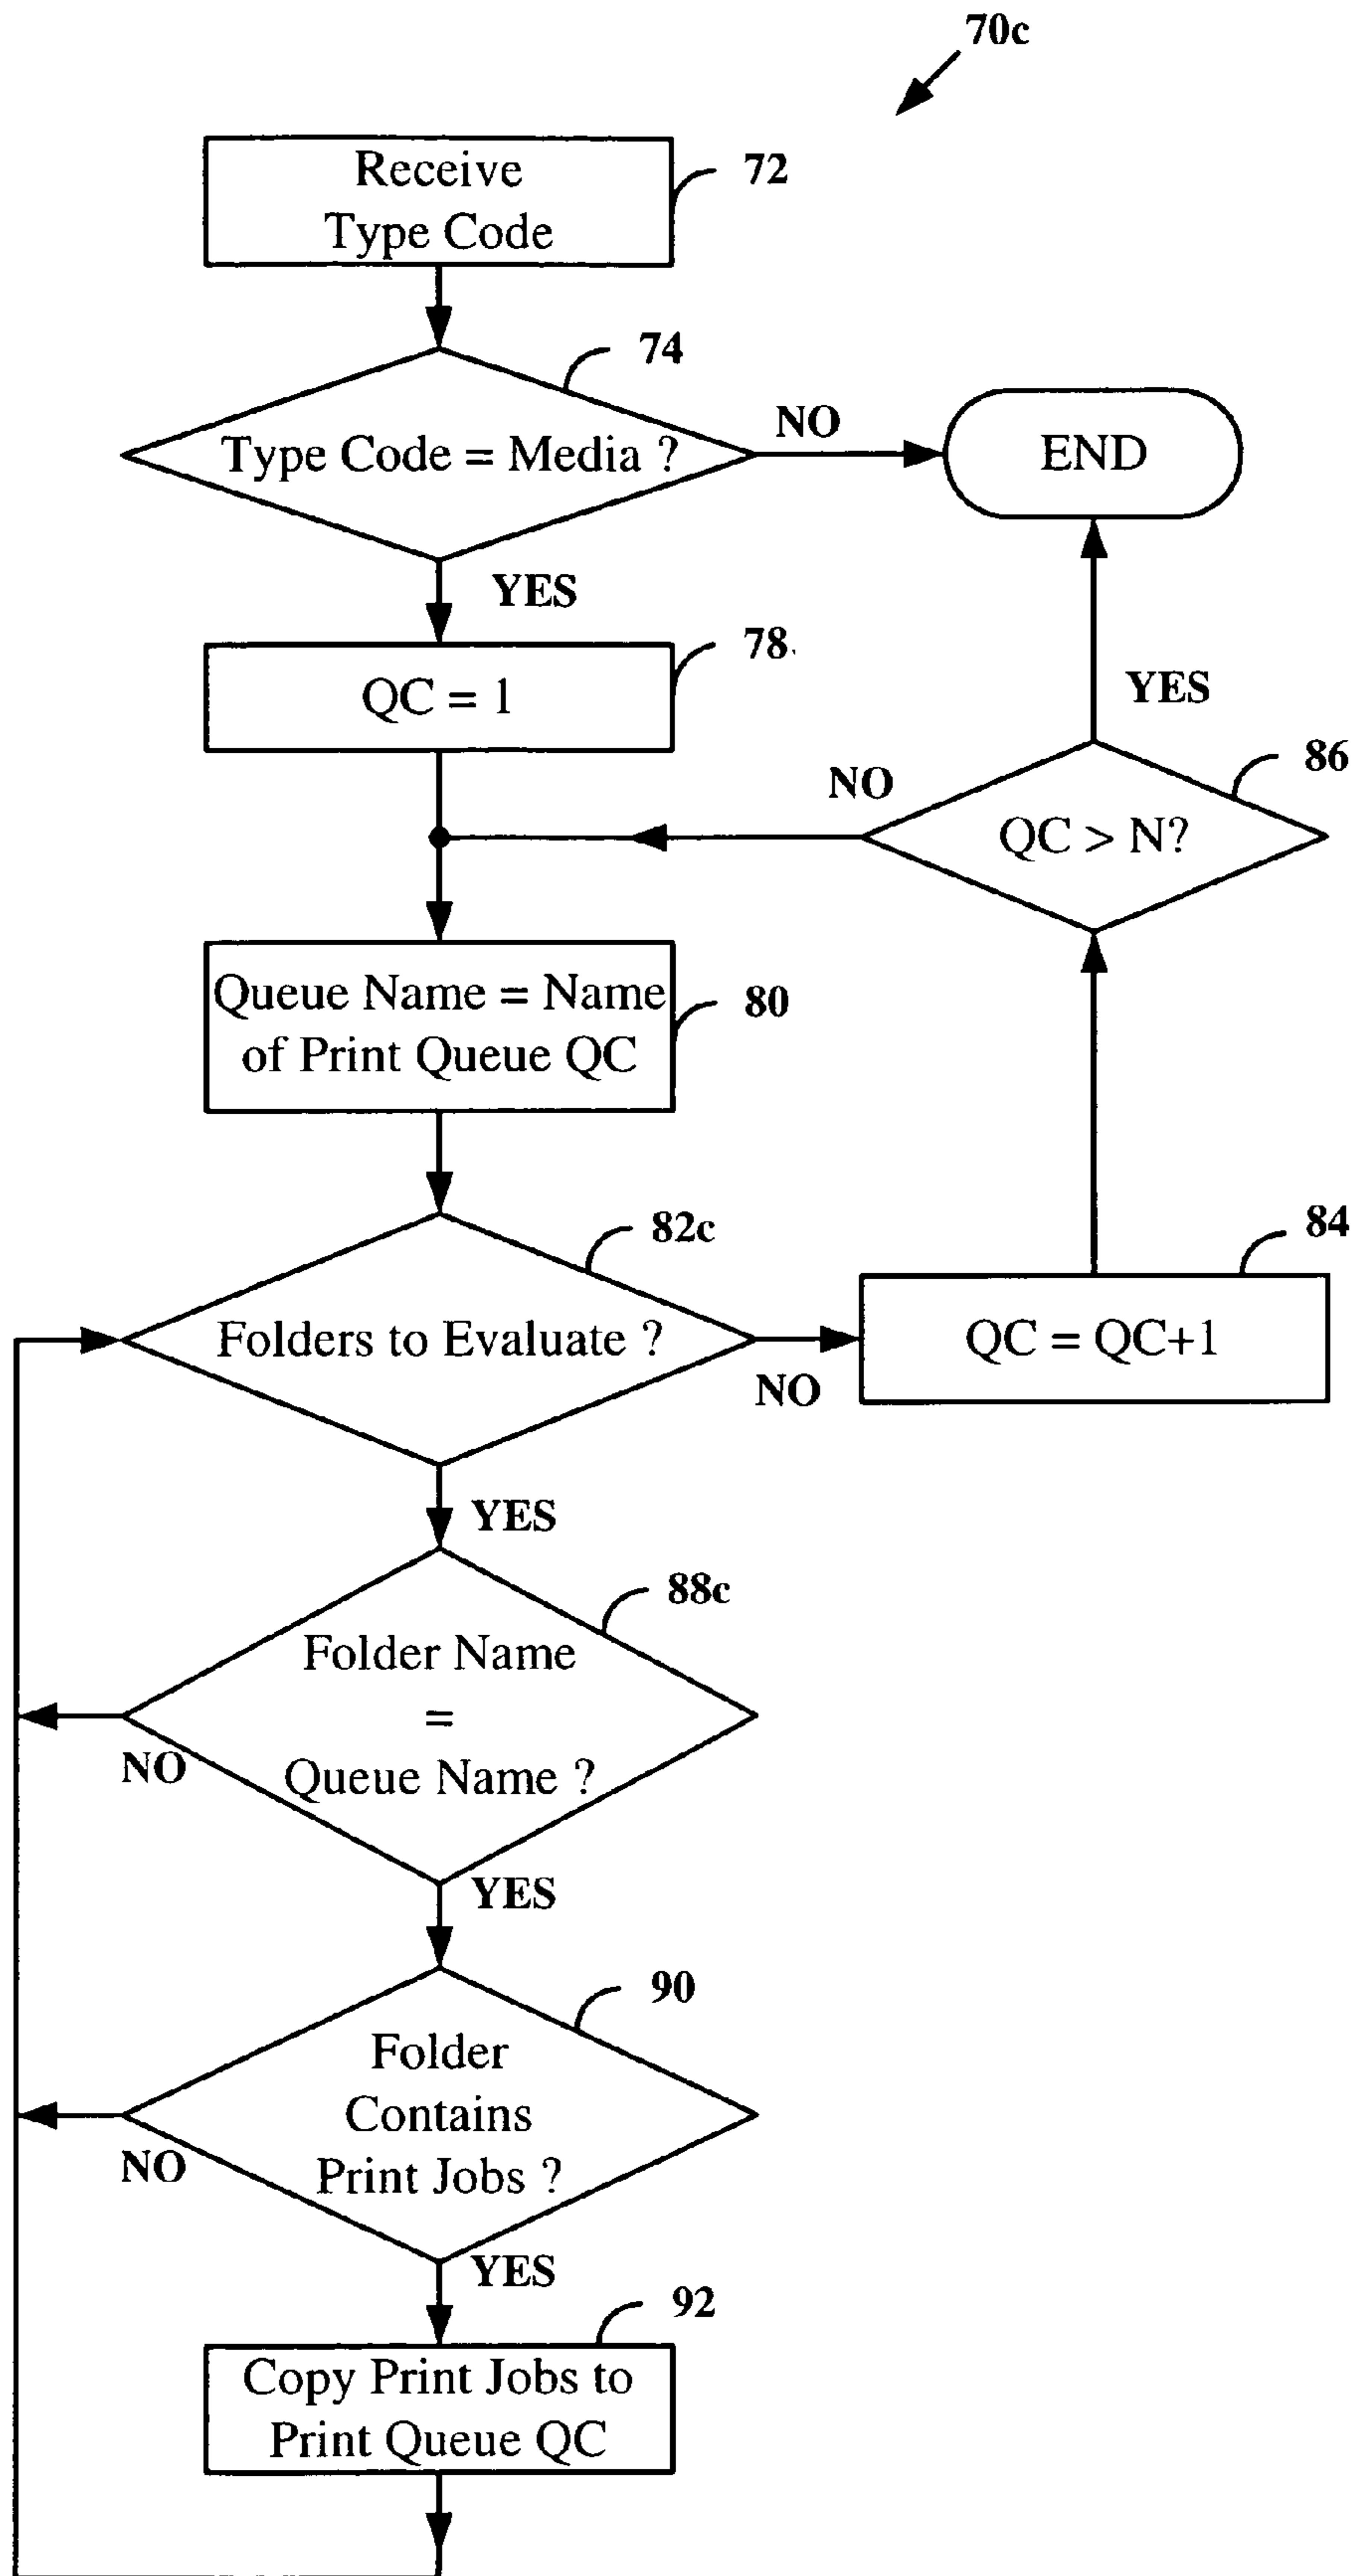 70c
Receive
Type Code
72
74
Type Code = Media ?
NO
END
YES
78
QC = 1
YES
NO
86
QC > N?
Queue Name = Name
of Print Queue QC
80
82c
84
Folders to Evaluate ?
NO
QC = QC+1
YES
88c
Folder Name
=
Queue Name ?
NO
YES
90
Folder
Contains
Print Jobs ?
NO
YES
92
Copy Print Jobs to
Print Queue QC